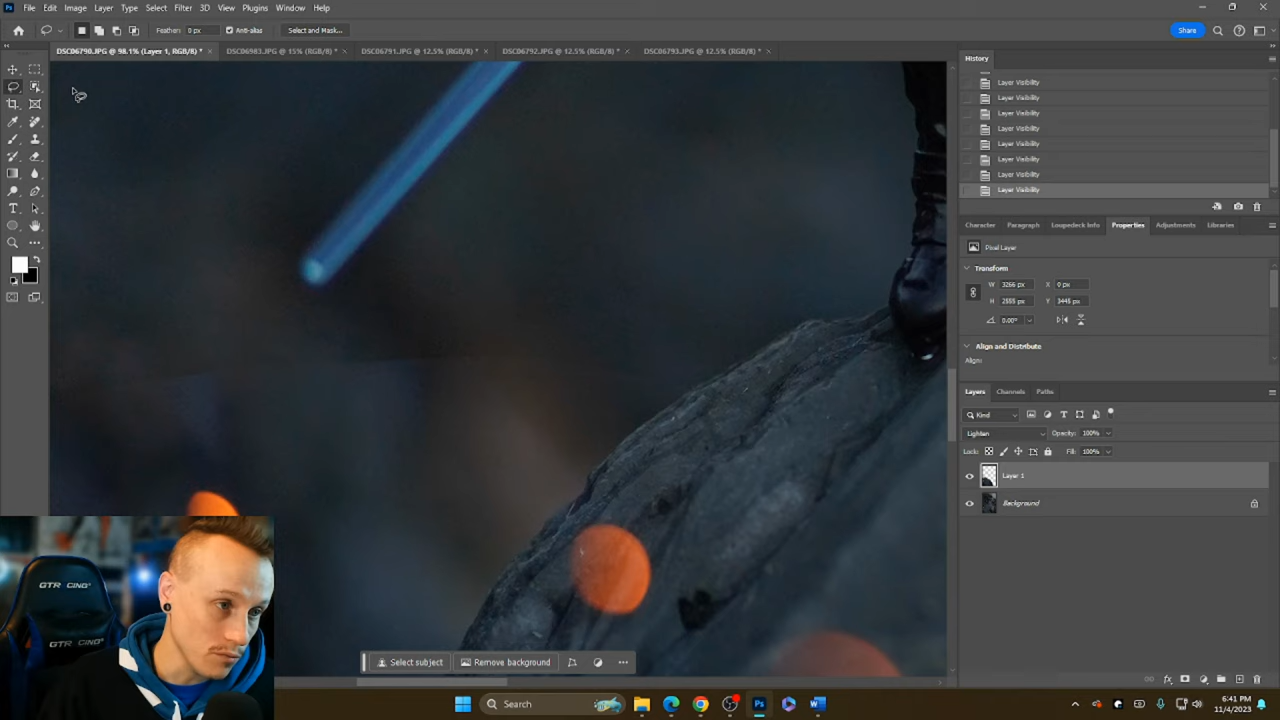 File Edit Image Layer Type Select Filter 3D View Plugins Window Help
Feather: 0 px Anti-alias Select and Mask... Share
DSC06790.JPG @ 98.1% (Layer 1, RGB/8) * DSC06983.JPG @ 15% (RGB/8) * DSC06791.JPG @ 12.5% (RGB/8) * DSC06792.JPG @ 12.5% (RGB/8) * DSC06793.JPG @ 12.5% (RGB/8) *
History
Layer Visibility
Layer Visibility
Layer Visibility
Layer Visibility
Layer Visibility
Layer Visibility
Layer Visibility
Layer Visibility
Character Paragraph Loupedeck Info Properties Adjustments Libraries
Pixel Layer
Transform
W 3266 px X 0 px
H 2555 px Y 3445 px
0.00°
Align and Distribute
Align:
Layers Channels Paths
Kind
Lighten Opacity: 100%
Lock: Fill: 100%
Layer 1
Background
Select subject Remove background
GTR CING
GTR CING
Search
6:41 PM
11/4/2023